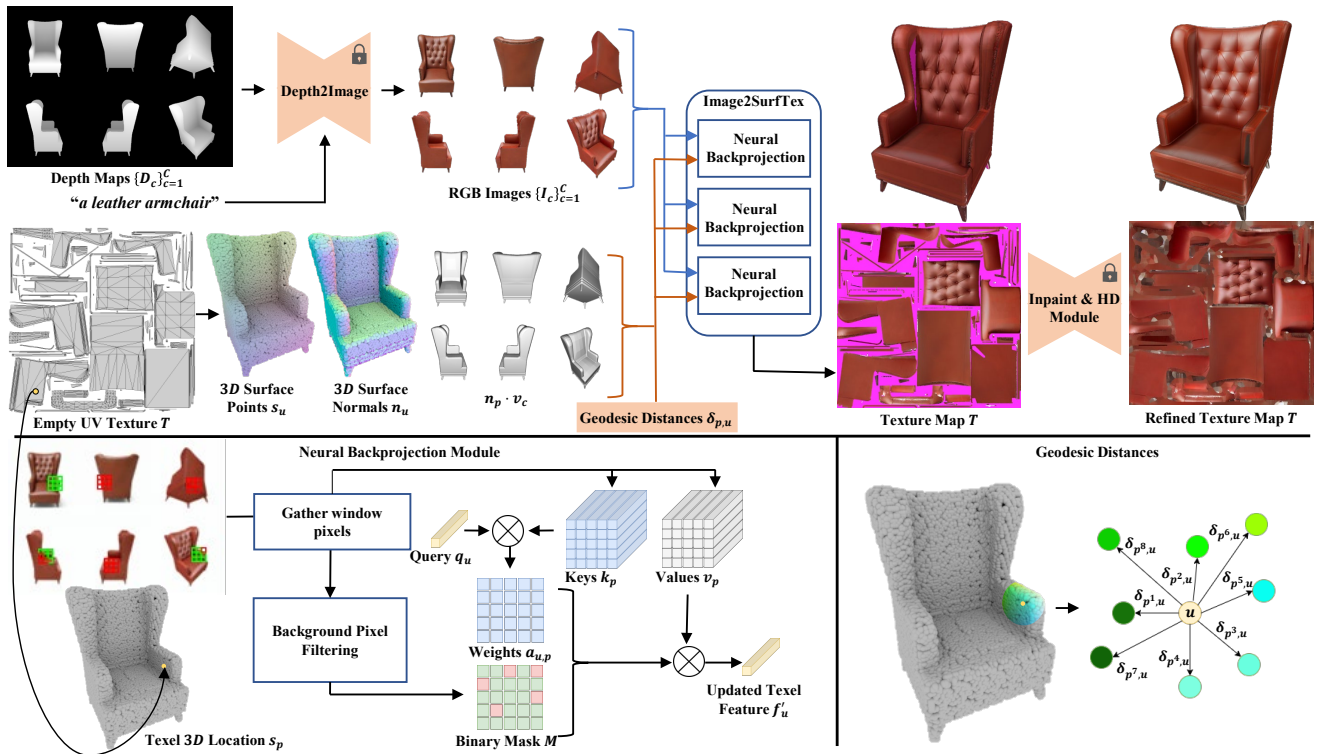 Depth2Image
Depth Maps {D_c}_{c=1}^C
"a leather armchair"
RGB Images {I_c}_{c=1}^C
Image2SurfTex
Neural
Backprojection
Neural
Backprojection
Neural
Backprojection
Inpaint & HD
Module
Empty UV Texture T
3D Surface
Points s_u
3D Surface
Normals n_u
n_p · v_c
Geodesic Distances δ_{p,u}
Texture Map T
Refined Texture Map T
Neural Backprojection Module
Gather window
pixels
Query q_u
Keys k_p
Values v_p
Background Pixel
Filtering
Weights a_{u,p}
Binary Mask M
Updated Texel
Feature f'_u
Texel 3D Location s_p
Geodesic Distances
δ_{p^8,u}
δ_{p^6,u}
δ_{p^2,u}
δ_{p^5,u}
δ_{p^1,u}
u
δ_{p^3,u}
δ_{p^4,u}
δ_{p^7,u}